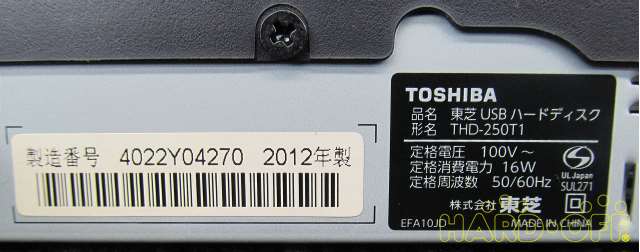 製造番号 4022Y04270 2012年製
TOSHIBA
品名 東芝 USB ハードディスク
形名 THD-250T1
定格電圧 100V～
定格消費電力 16W
定格周波数 50/60Hz
UL Japan
SUL271
株式会社 東芝
EFA10JD
MADE IN CHINA
HARD-OFF